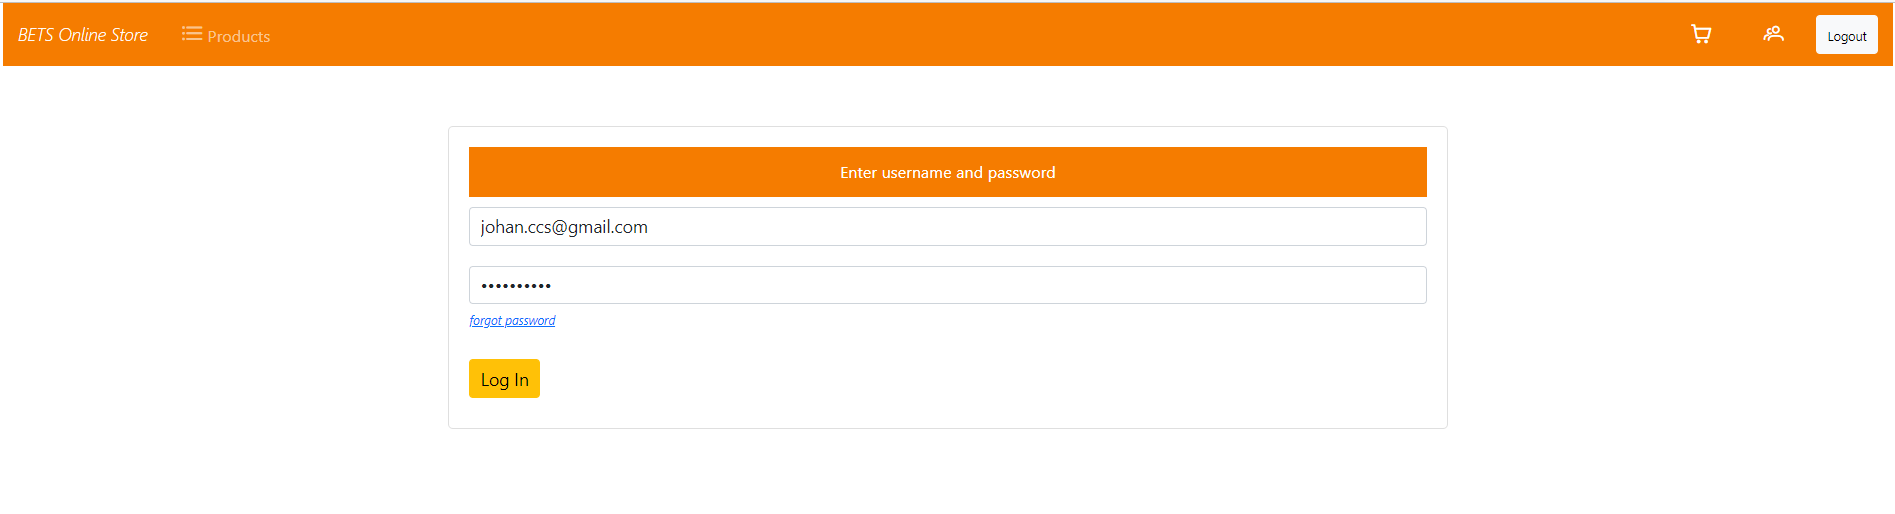 BETS Online Store Products Logout
Enter username and password
johan.ccs@gmail.com
••••••••••
forgot password
Log In